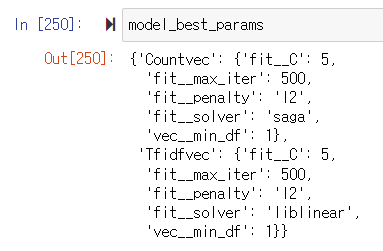 In [250]: model_best_params
Out[250]: {'Countvec': {'fit__C': 5,
'fit__max_iter': 500,
'fit__penalty': 'l2',
'fit__solver': 'saga',
'vec__min_df': 1},
'Tfidfvec': {'fit__C': 5,
'fit__max_iter': 500,
'fit__penalty': 'l2',
'fit__solver': 'liblinear',
'vec__min_df': 1}}